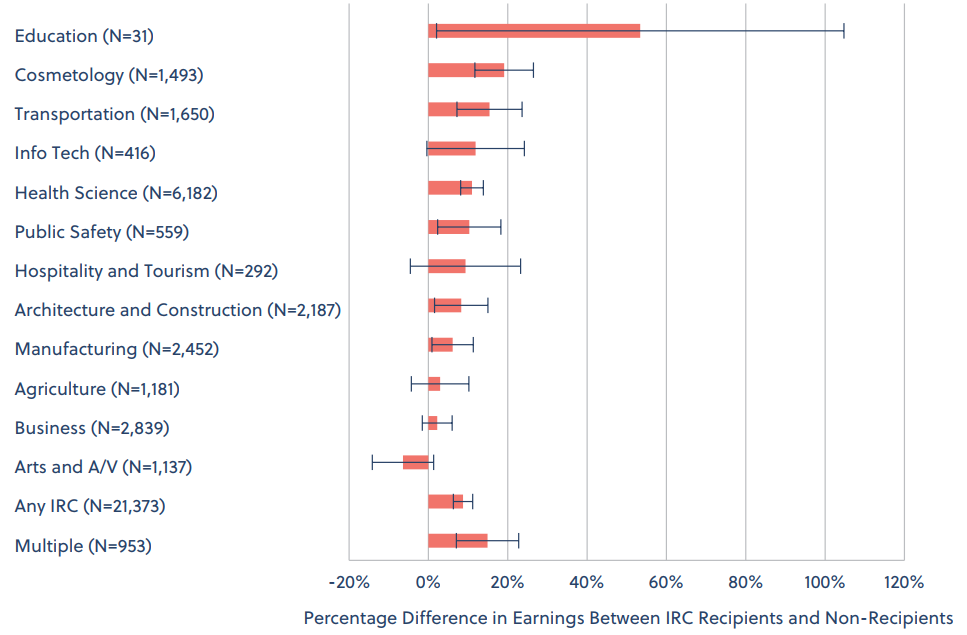 Education (N=31)
Cosmetology (N=1,493)
Transportation (N=1,650)
Info Tech (N=416)
Health Science (N=6,182)
Public Safety (N=559)
Hospitality and Tourism (N=292)
Architecture and Construction (N=2,187)
Manufacturing (N=2,452)
Agriculture (N=1,181)
Business (N=2,839)
Arts and A/V (N=1,137)
Any IRC (N=21,373)
Multiple (N=953)
-20% 0% 20% 40% 60% 80% 100% 120%
Percentage Difference in Earnings Between IRC Recipients and Non-Recipients